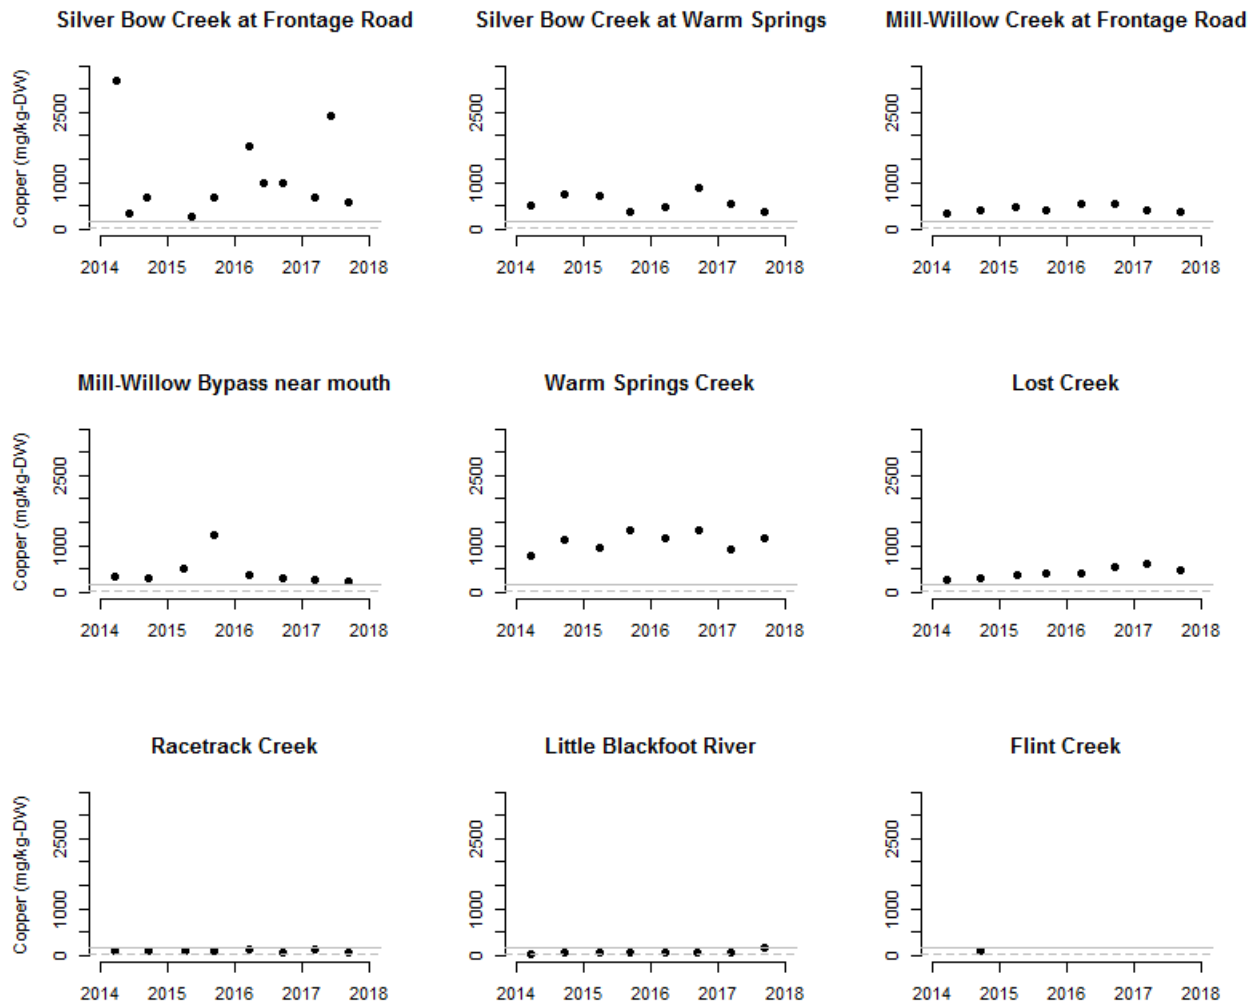 Silver Bow Creek at Frontage Road
Silver Bow Creek at Warm Springs
Mill-Willow Creek at Frontage Road
Copper (mg/kg-DW)
0 1000 2500
2014 2015 2016 2017 2018
0 1000 2500
2014 2015 2016 2017 2018
0 1000 2500
2014 2015 2016 2017 2018
Mill-Willow Bypass near mouth
Warm Springs Creek
Lost Creek
Copper (mg/kg-DW)
0 1000 2500
2014 2015 2016 2017 2018
0 1000 2500
2014 2015 2016 2017 2018
0 1000 2500
2014 2015 2016 2017 2018
Racetrack Creek
Little Blackfoot River
Flint Creek
Copper (mg/kg-DW)
0 1000 2500
2014 2015 2016 2017 2018
0 1000 2500
2014 2015 2016 2017 2018
0 1000 2500
2014 2015 2016 2017 2018